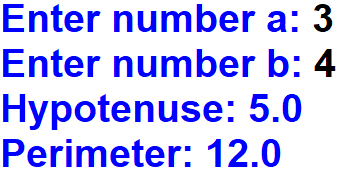 Enter number a: 3
Enter number b: 4
Hypotenuse: 5.0
Perimeter: 12.0